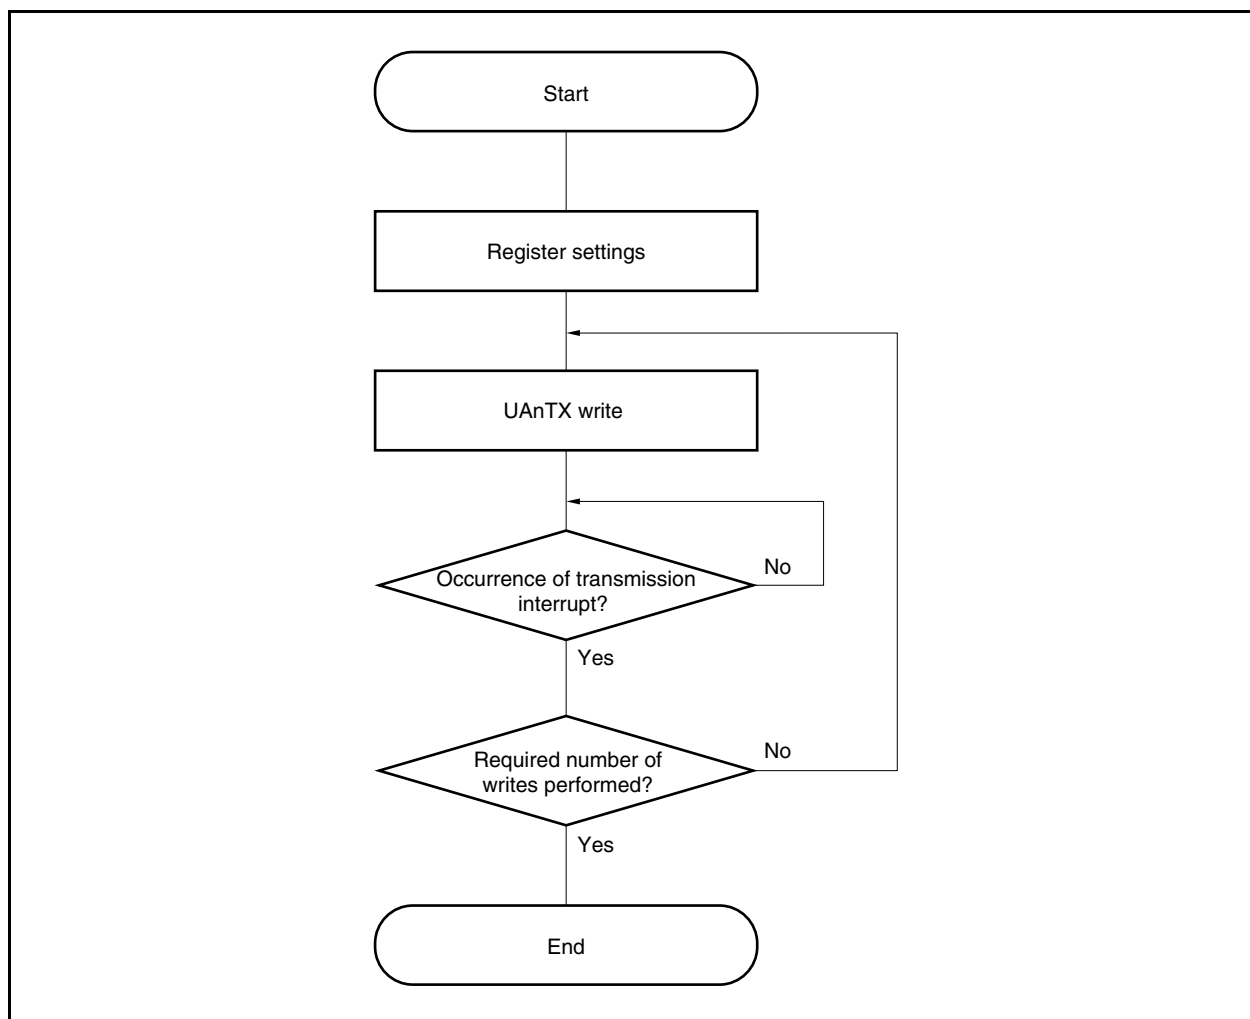 Start
Register settings
UAnTX write
Occurrence of transmission
interrupt?
No
Yes
Required number of
writes performed?
No
Yes
End